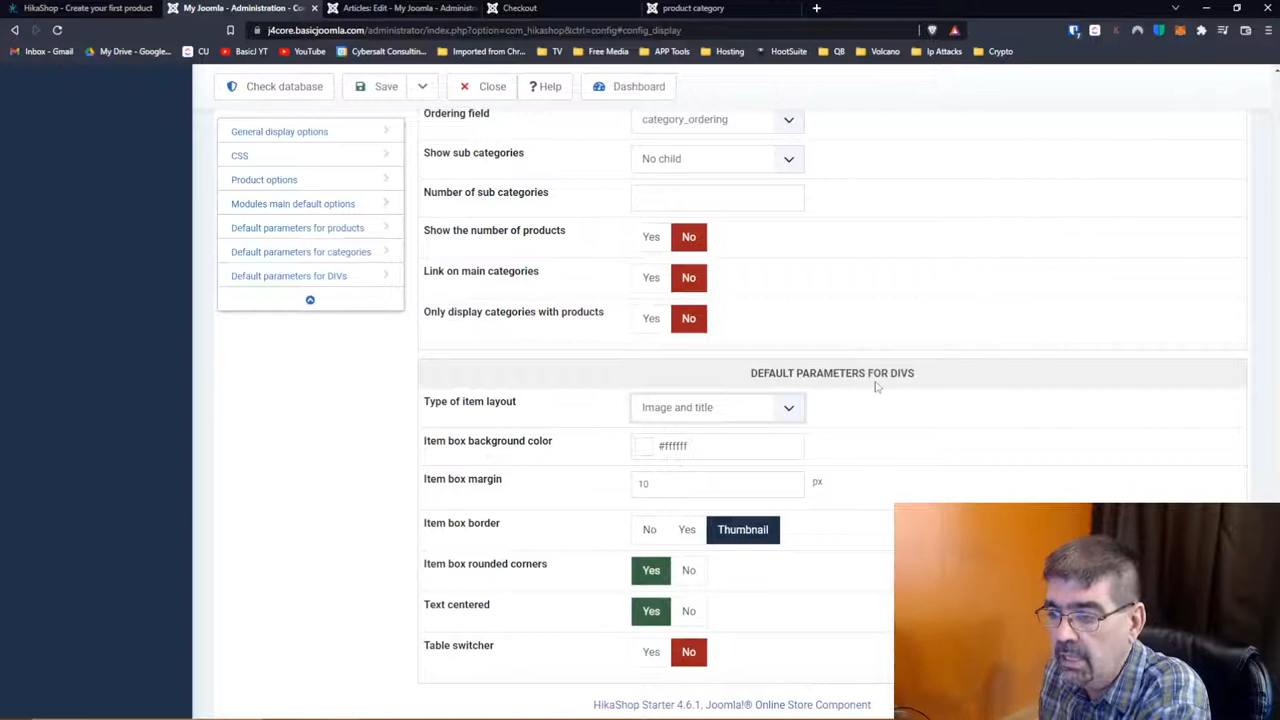 HikaShop - Create your first product
My Joomla - Administration - Co
Articles: Edit - My Joomla - Administ
Checkout
product category
j4core.basicjoomla.com/administrator/index.php?option=com_hikashop&ctrl=config#config_display
Inbox - Gmail My Drive - Google... CU BasicJ YT YouTube Cybersalt Consultin... Imported from Chr... TV Free Media APP Tools Hosting HootSuite QB Volcano Ip Attacks Crypto
Check database Save Close ? Help Dashboard
General display options
CSS
Product options
Modules main default options
Default parameters for products
Default parameters for categories
Default parameters for DIVs
Ordering field category_ordering
Show sub categories No child
Number of sub categories
Show the number of products Yes No
Link on main categories Yes No
Only display categories with products Yes No
DEFAULT PARAMETERS FOR DIVS
Type of item layout Image and title
Item box background color #ffffff
Item box margin 10 px
Item box border No Yes Thumbnail
Item box rounded corners Yes No
Text centered Yes No
Table switcher Yes No
HikaShop Starter 4.6.1, Joomla!® Online Store Component